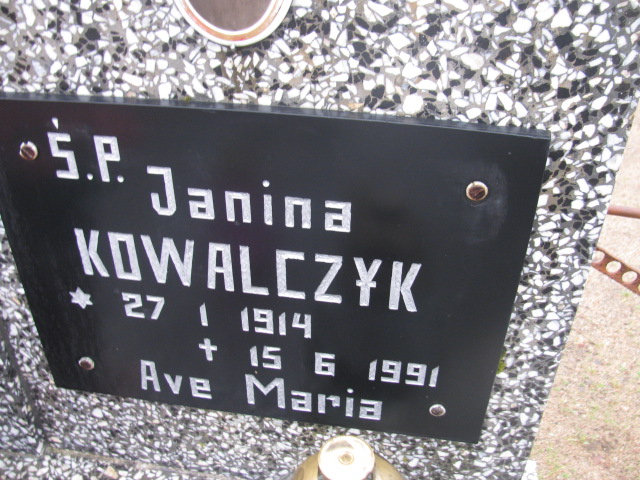 Ś.P.
Janina
KOWALCZYK
* 27 1 1914
✝ 15 6 1991
Ave Maria